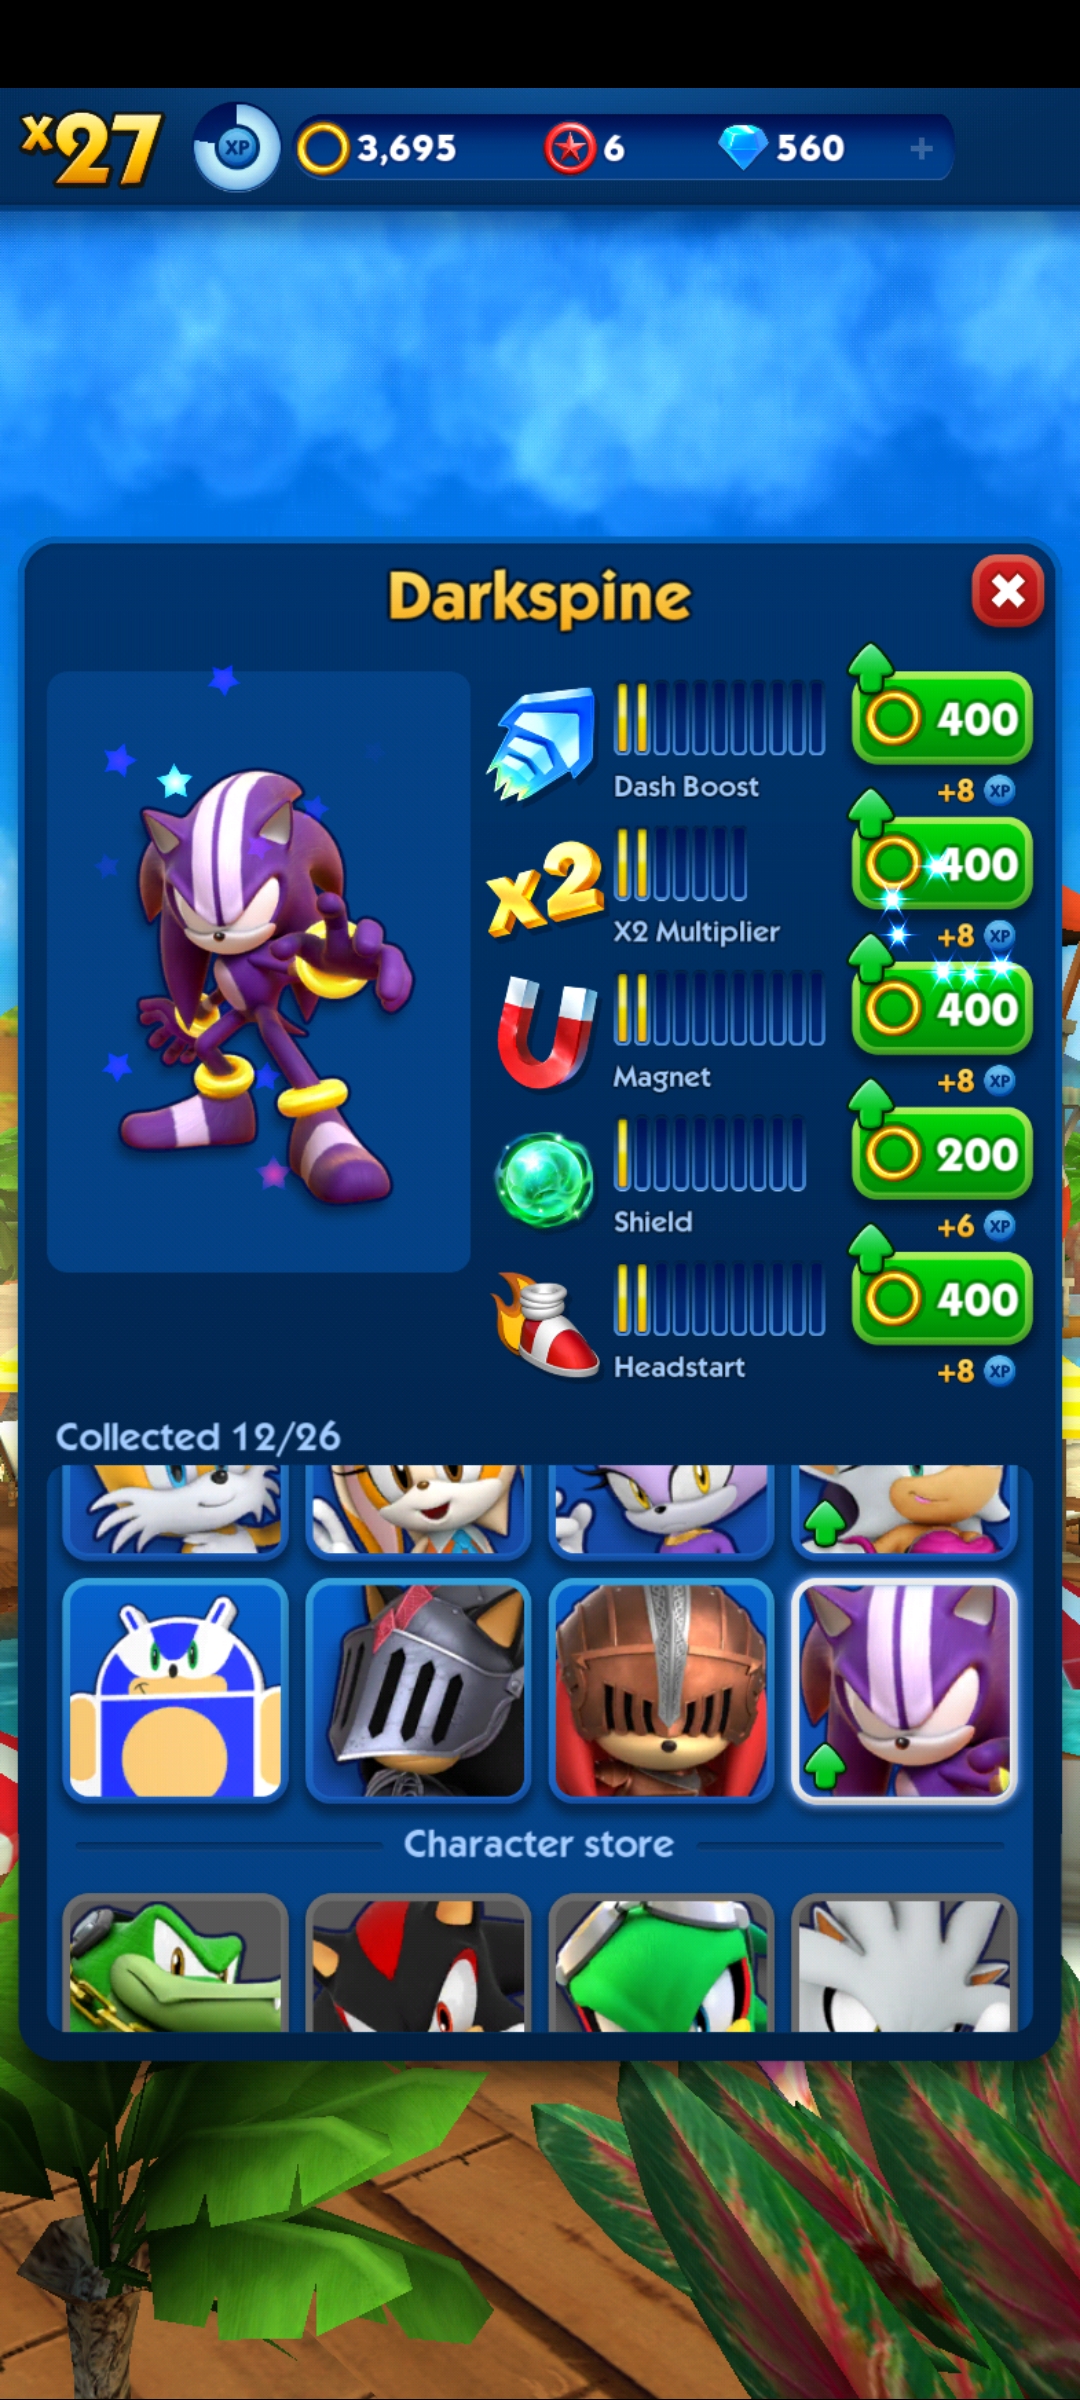 x27
XP
3,695
6
560
+
Darkspine
400
Dash Boost
+8 XP
x2
400
X2 Multiplier
+8 XP
400
Magnet
+8 XP
200
Shield
+6 XP
400
Headstart
+8 XP
Collected 12/26
Character store